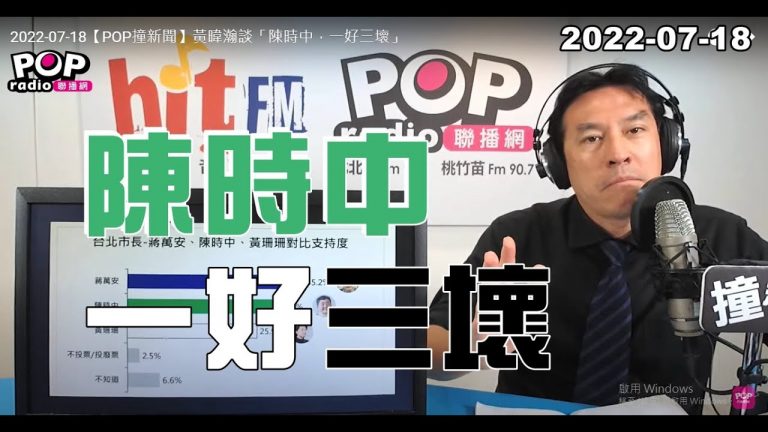 2022-07-18【POP撞新聞】黃暐瀚談「陳時中，一好三壞」
2022-07-18
POP
radio 聯播網
hit FM
POP
radio 聯播網
桃竹苗 Fm 90.7
陳時中
台北市長-蔣萬安、陳時中、黃珊珊對比支持度
蔣萬安
陳時中
黃珊珊
不投票/投廢票 2.5%
不知道 6.6%
一好三壞
撞
啟用 Windows
POP
radio